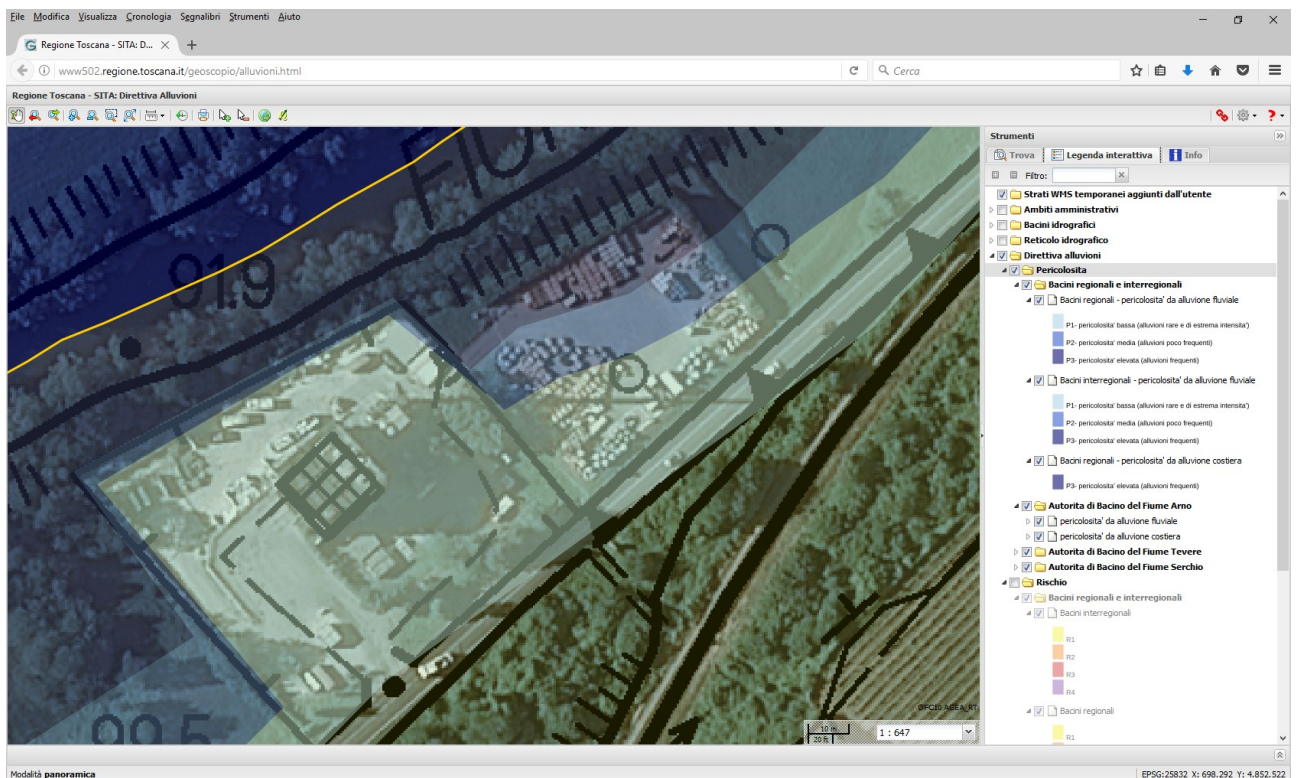 File Modifica Visualizza Cronologia Segnalibri Strumenti Aiuto
Regione Toscana - SITA: D...
www502.regione.toscana.it/geoscopio/alluvioni.html
Cerca
Regione Toscana - SITA: Direttiva Alluvioni
Strumenti
Trova Legenda interattiva Info
Filtro:
Strati WMS temporanei aggiunti dall'utente
Ambiti amministrativi
Bacini idrografici
Reticolo idrografico
Direttiva alluvioni
Pericolosita
Bacini regionali e interregionali
Bacini regionali - pericolosita' da alluvione fluviale
P1- pericolosita' bassa (alluvioni rare e di estrema intensita')
P2- pericolosita' media (alluvioni poco frequenti)
P3- pericolosita' elevata (alluvioni frequenti)
Bacini interregionali - pericolosita' da alluvione fluviale
P1- pericolosita' bassa (alluvioni rare e di estrema intensita')
P2- pericolosita' media (alluvioni poco frequenti)
P3- pericolosita' elevata (alluvioni frequenti)
Bacini regionali - pericolosita' da alluvione costiera
P3- pericolosita' elevata (alluvioni frequenti)
Autorita di Bacino del Fiume Arno
pericolosita' da alluvione fluviale
pericolosita' da alluvione costiera
Autorita di Bacino del Fiume Tevere
Autorita di Bacino del Fiume Serchio
Rischio
Bacini regionali e interregionali
Bacini interregionali
R1
R2
R3
R4
Bacini regionali
R1
91.9
99.5
10 m
20 ft
1 : 647
Modalità panoramica
EPSG:25832 X: 698.292 Y: 4.852.522